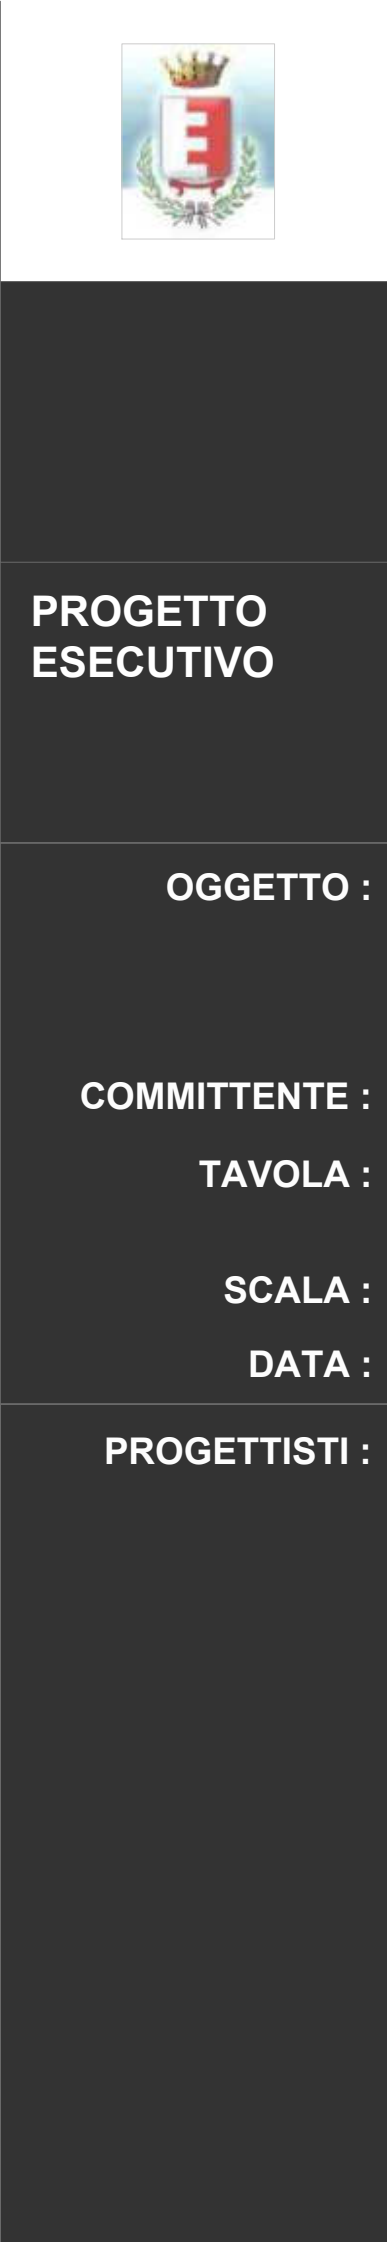 PROGETTO
ESECUTIVO
OGGETTO :
COMMITTENTE :
TAVOLA :
SCALA :
DATA :
PROGETTISTI :